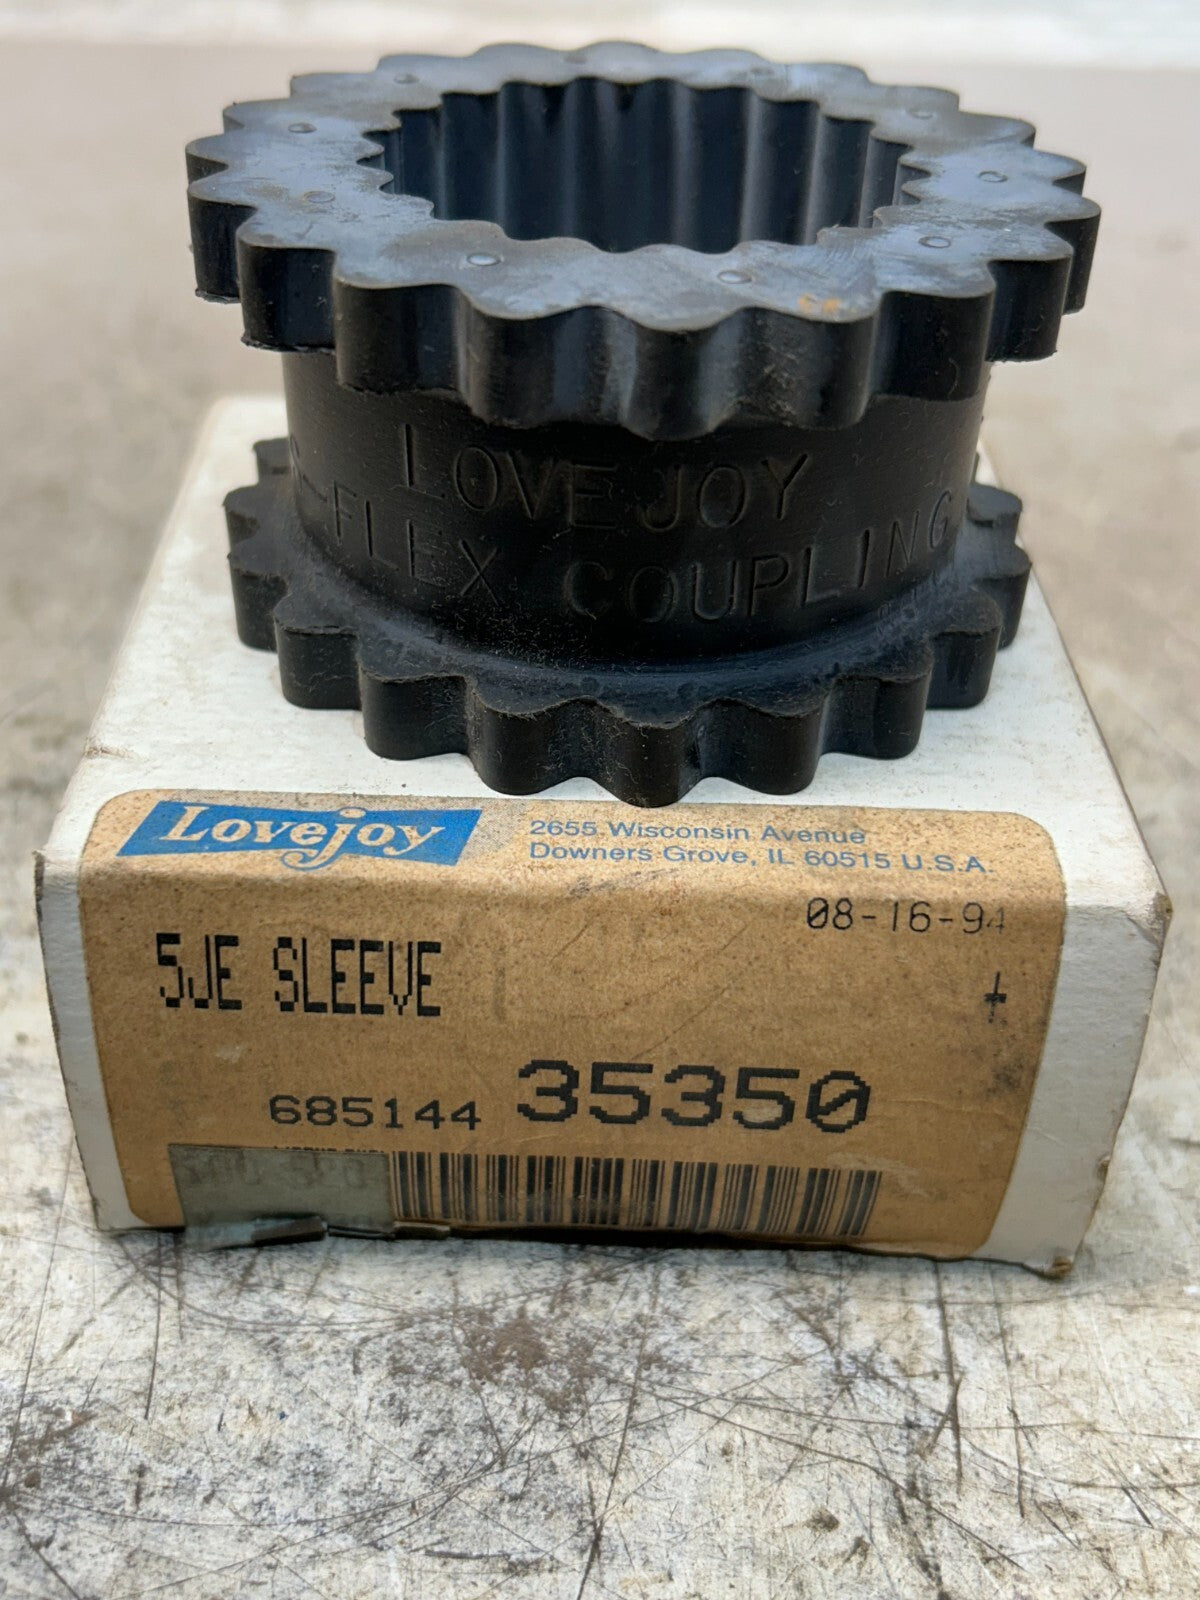 LOVEJOY
S-FLEX COUPLING
Lovejoy
2655 Wisconsin Avenue
Downers Grove, IL 60515 U.S.A.
08-16-94
5JE SLEEVE
685144 35350